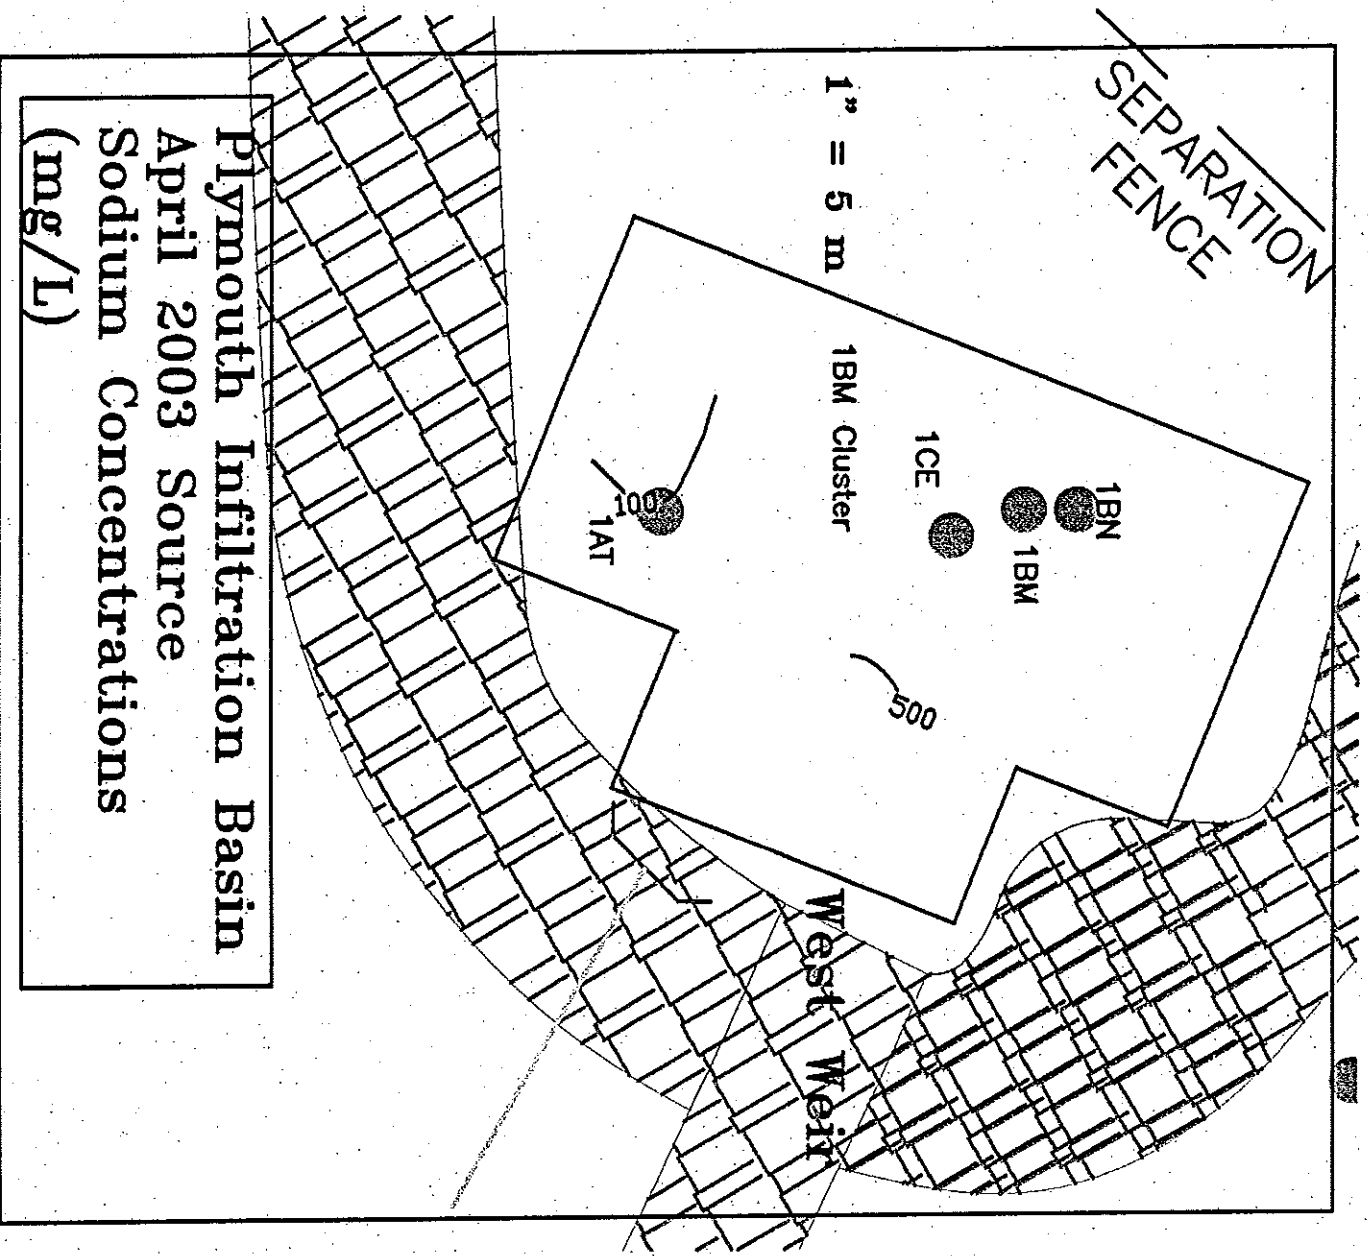 SEPARATION
FENCE
1" = 5 m
1BN
1BM
1CE
1BM Cluster
100
1AT
500
West Weir
Plymouth Infiltration Basin
April 2003 Source
Sodium Concentrations
(mg/L)